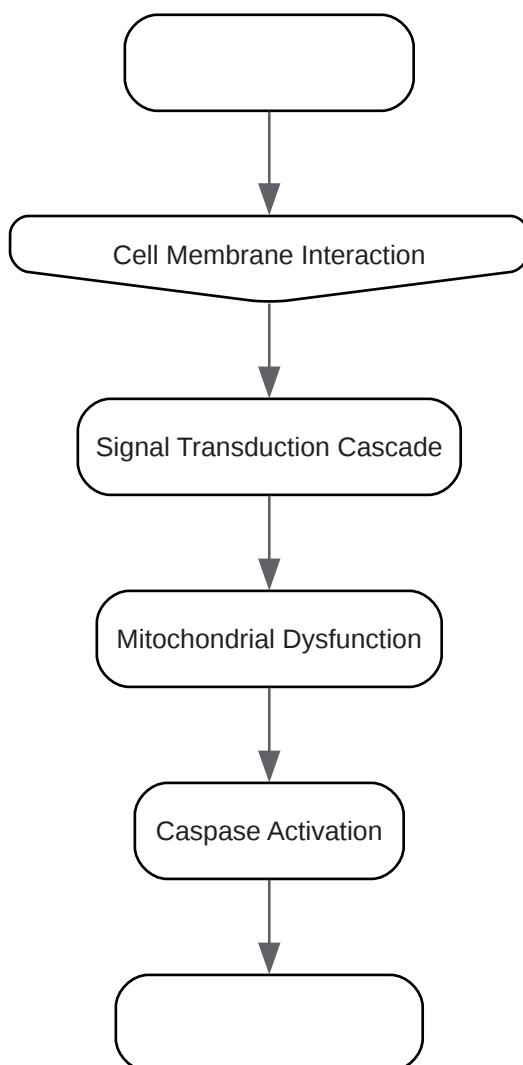 Cell Membrane Interaction
Signal Transduction Cascade
Mitochondrial Dysfunction
Caspase Activation